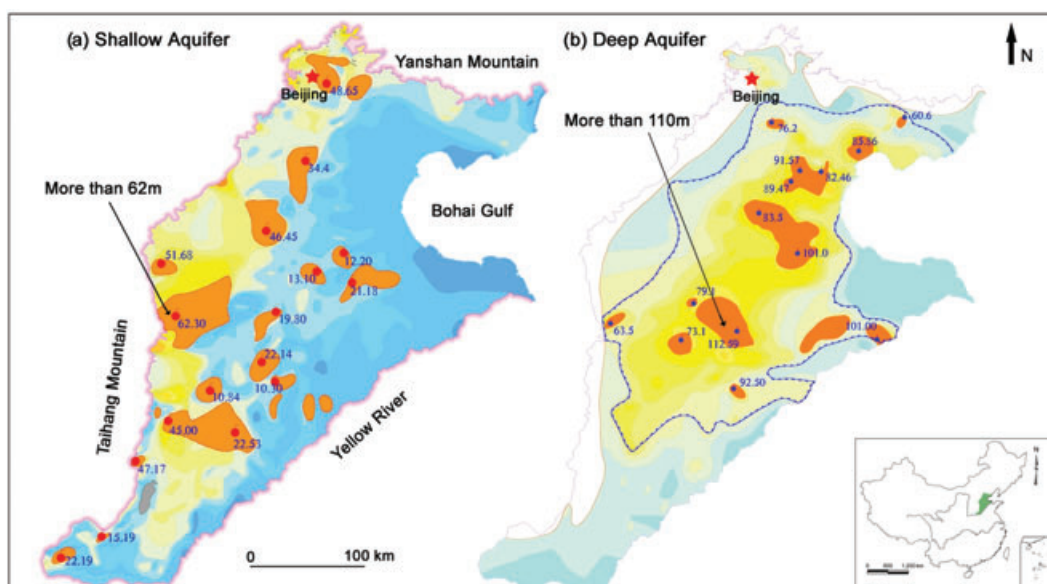 (a) Shallow Aquifer
Yanshan Mountain
Beijing
48.65
54.4
More than 62m
Bohai Gulf
46.45
51.68
12.20
13.10
21.18
19.80
62.30
22.14
10.84
10.30
Taihang Mountain
45.00
22.53
Yellow River
47.17
15.19
22.19
0 100 km
(b) Deep Aquifer
N
Beijing
More than 110m
76.2
60.6
85.56
91.57
82.46
89.47
83.5
101.0
79.1
63.5
73.1
112.59
101.00
92.50
N